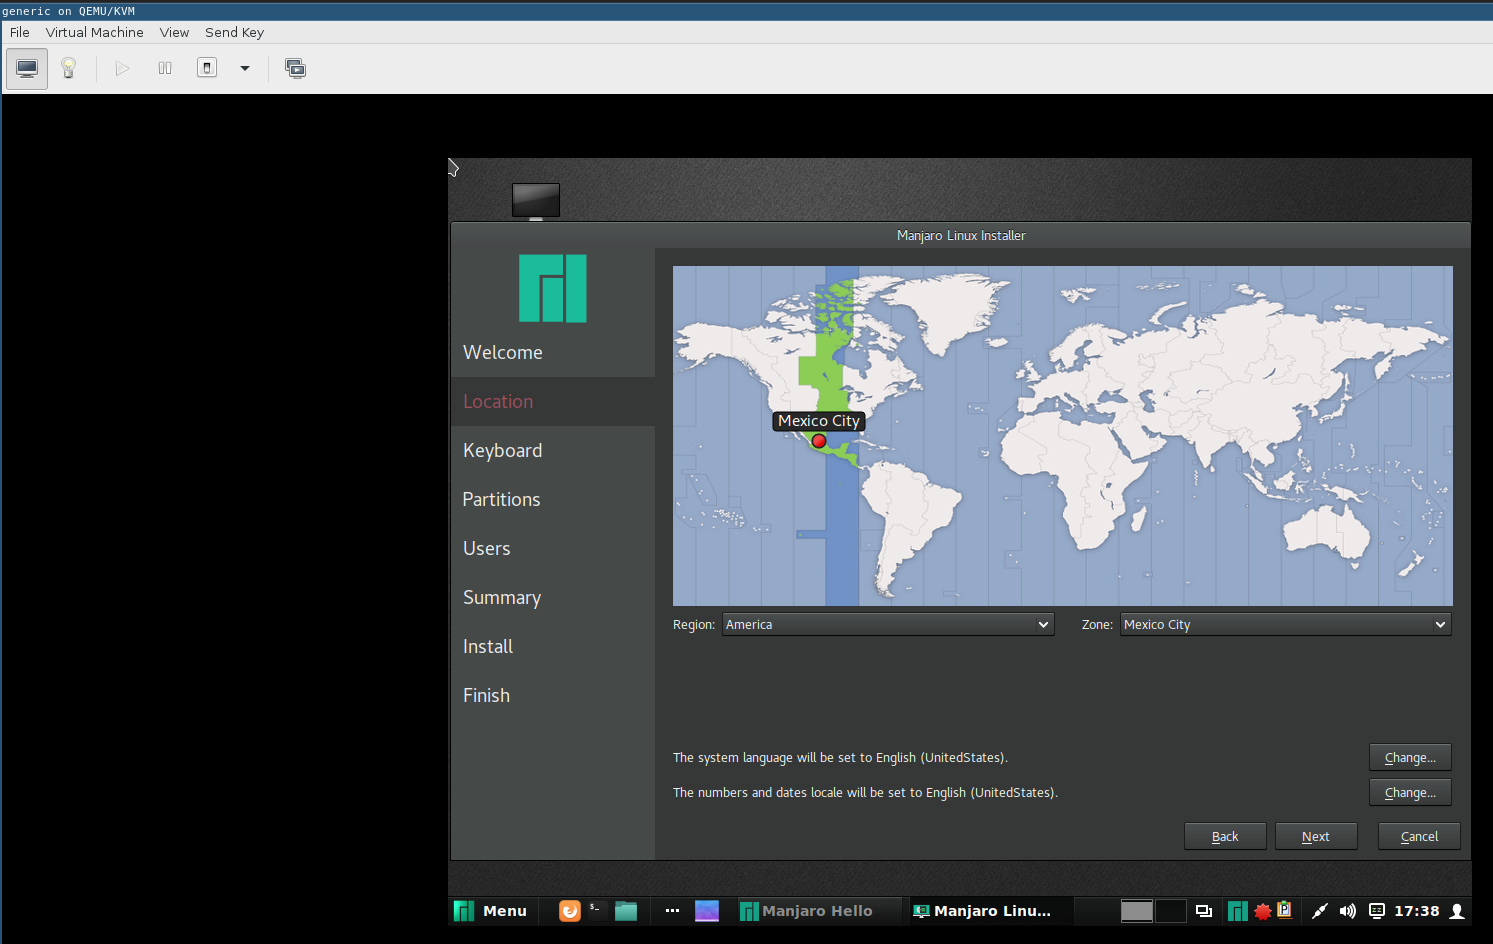 generic on QEMU/KVM
File Virtual Machine View Send Key
Manjaro Linux Installer
Welcome
Location
Keyboard
Partitions
Users
Summary
Install
Finish
Mexico City
Region: America Zone: Mexico City
The system language will be set to English (UnitedStates). Change...
The numbers and dates locale will be set to English (UnitedStates). Change...
Back Next Cancel
Menu Manjaro Hello Manjaro Linu... 17:38